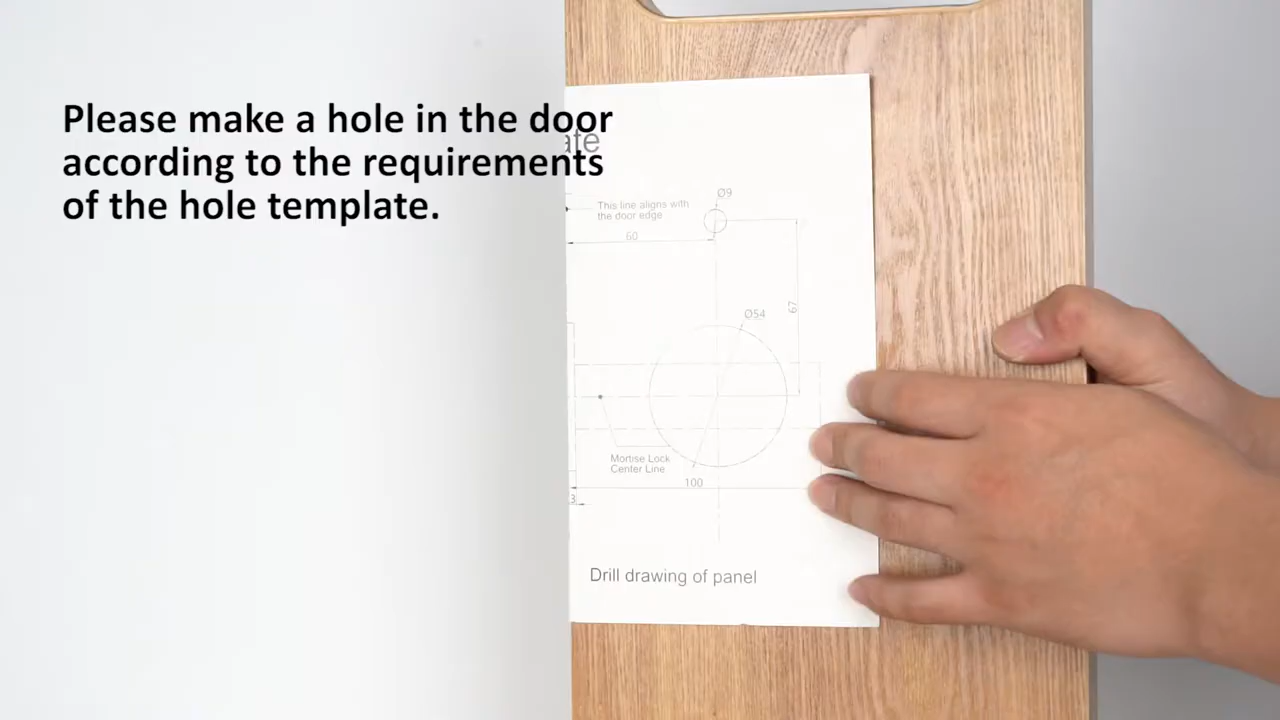 Please make a hole in the door
according to the requirements
of the hole template.
Ø9
This line aligns with
the door edge
60
67
Ø54
Mortise Lock
Center Line
100
3
Drill drawing of panel